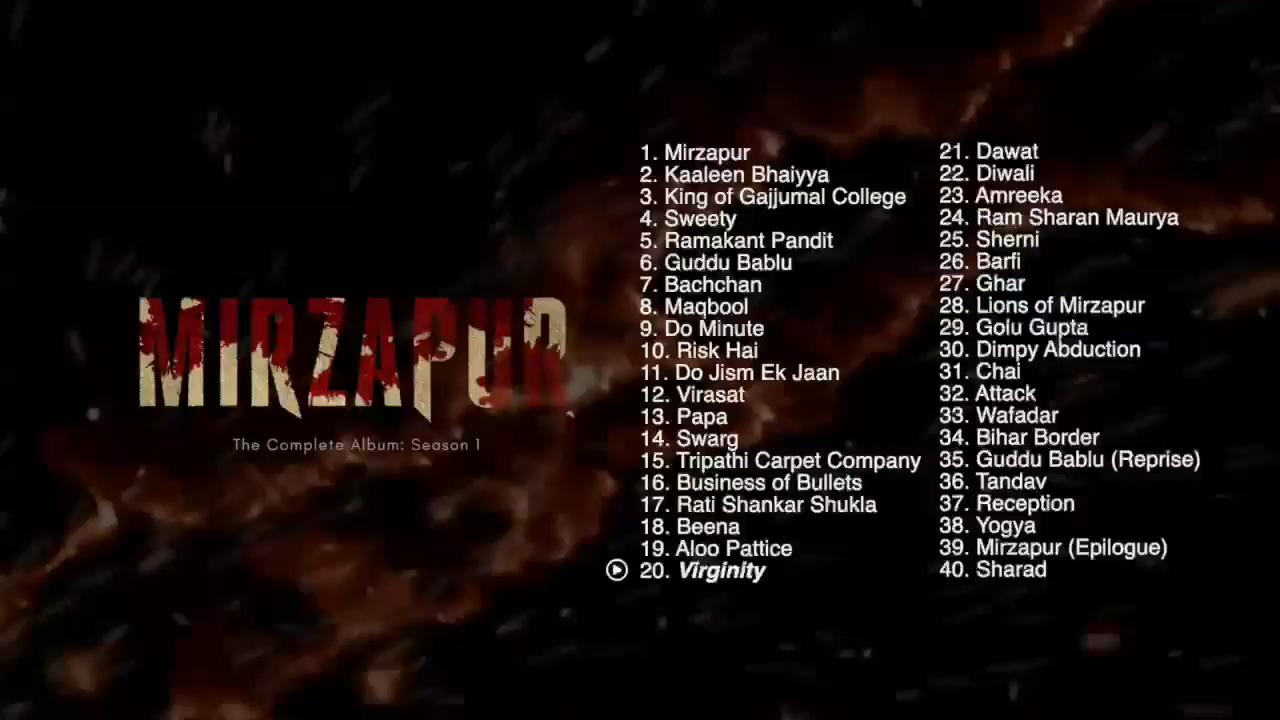 MIRZAPUR
The Complete Album: Season 1
1. Mirzapur
2. Kaaleen Bhaiyya
3. King of Gajjumal College
4. Sweety
5. Ramakant Pandit
6. Guddu Bablu
7. Bachchan
8. Maqbool
9. Do Minute
10. Risk Hai
11. Do Jism Ek Jaan
12. Virasat
13. Papa
14. Swarg
15. Tripathi Carpet Company
16. Business of Bullets
17. Rati Shankar Shukla
18. Beena
19. Aloo Pattice
20. Virginity
21. Dawat
22. Diwali
23. Amreeka
24. Ram Sharan Maurya
25. Sherni
26. Barfi
27. Ghar
28. Lions of Mirzapur
29. Golu Gupta
30. Dimpy Abduction
31. Chai
32. Attack
33. Wafadar
34. Bihar Border
35. Guddu Bablu (Reprise)
36. Tandav
37. Reception
38. Yogya
39. Mirzapur (Epilogue)
40. Sharad